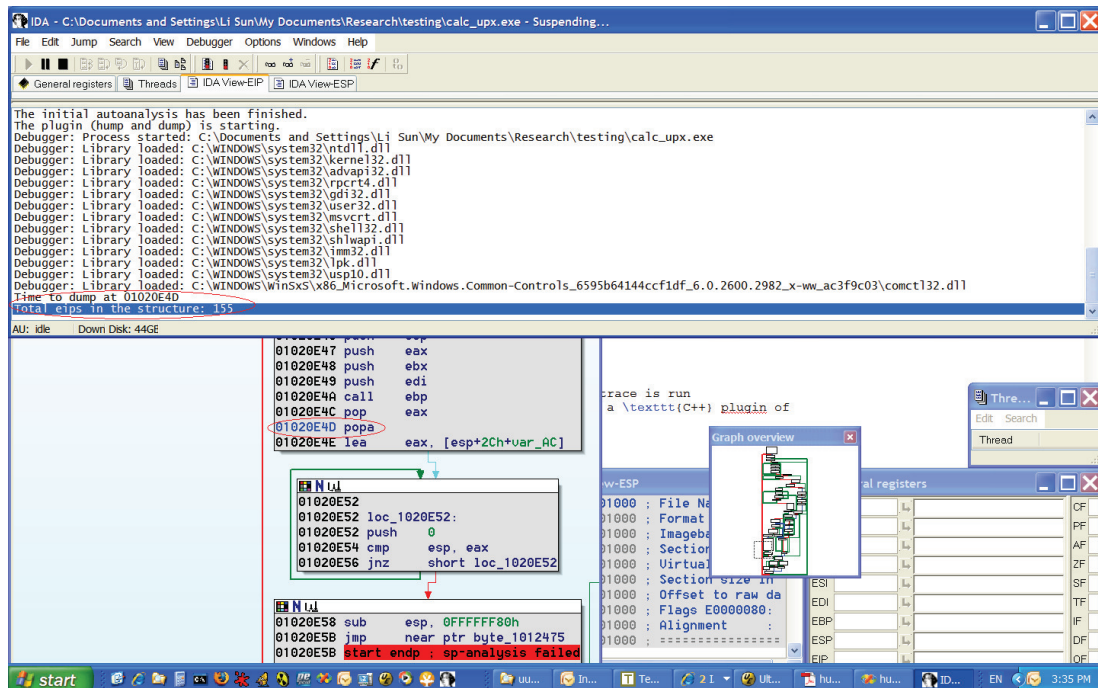 IDA - C:\Documents and Settings\Li Sun\My Documents\Research\testing\calc_upx.exe - Suspending...
File Edit Jump Search View Debugger Options Windows Help
General registers Threads IDA View-EIP IDA View-ESP
The initial autoanalysis has been finished.
The plugin (hump and dump) is starting.
Debugger: Process started: C:\Documents and Settings\Li Sun\My Documents\Research\testing\calc_upx.exe
Debugger: Library loaded: C:\WINDOWS\system32\ntdll.dll
Debugger: Library loaded: C:\WINDOWS\system32\kernel32.dll
Debugger: Library loaded: C:\WINDOWS\system32\advapi32.dll
Debugger: Library loaded: C:\WINDOWS\system32\rpcrt4.dll
Debugger: Library loaded: C:\WINDOWS\system32\gdi32.dll
Debugger: Library loaded: C:\WINDOWS\system32\user32.dll
Debugger: Library loaded: C:\WINDOWS\system32\msvcrt.dll
Debugger: Library loaded: C:\WINDOWS\system32\shell32.dll
Debugger: Library loaded: C:\WINDOWS\system32\shlwapi.dll
Debugger: Library loaded: C:\WINDOWS\system32\imm32.dll
Debugger: Library loaded: C:\WINDOWS\system32\lpk.dll
Debugger: Library loaded: C:\WINDOWS\system32\usp10.dll
Debugger: Library loaded: C:\WINDOWS\WinSxS\x86_Microsoft.Windows.Common-Controls_6595b64144ccf1df_6.0.2600.2982_x-ww_ac3f9c03\comctl32.dll
Time to dump at 01020E4D
Total eips in the structure: 155
AU: idle Down Disk: 44GB
01020E47 push eax
01020E48 push ebx
01020E49 push edi
01020E4A call ebp
01020E4C pop eax
01020E4D popa
01020E4E lea eax, [esp+2Ch+var_AC]
01020E52
01020E52 loc_1020E52:
01020E52 push 0
01020E54 cmp esp, eax
01020E56 jnz short loc_1020E52
01020E58 sub esp, 0FFFFFF80h
01020E5B jmp near ptr byte_1012475
01020E5B start endp ; sp-analysis failed
trace is run
a \texttt{C++} plugin of
Graph overview
Thre...
Edit Search
Thread
ew-ESP
01000 ; File Na
01000 ; Format
01000 ; Imageba
01000 ; Section
01000 ; Virtual
01000 ; Section size in
01000 ; Offset to raw da
01000 ; Flags E0000080:
01000 ; Alignment :
01000 ; ================
al registers
ESI
EDI
EBP
ESP
EIP
CF
PF
AF
ZF
SF
TF
IF
DF
OF
start uu... In... Te... 2 I Ult... hu... hu... ID... EN 3:35 PM